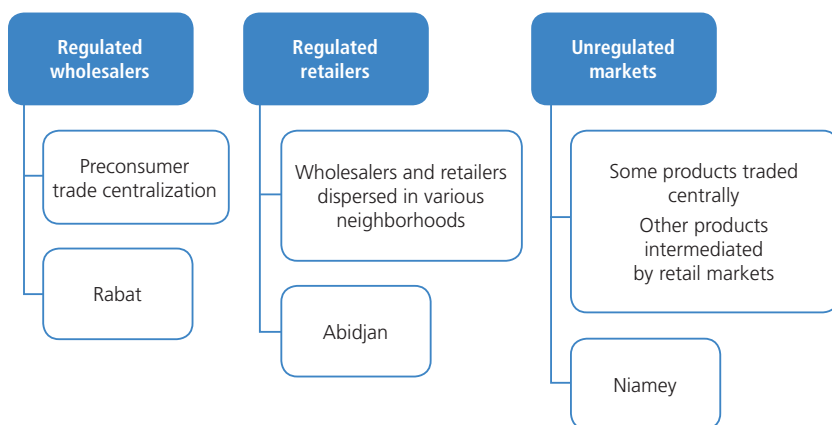 Regulated
wholesalers
Preconsumer
trade centralization
Rabat
Regulated
retailers
Wholesalers and retailers
dispersed in various
neighborhoods
Abidjan
Unregulated
markets
Some products traded
centrally
Other products
intermediated
by retail markets
Niamey